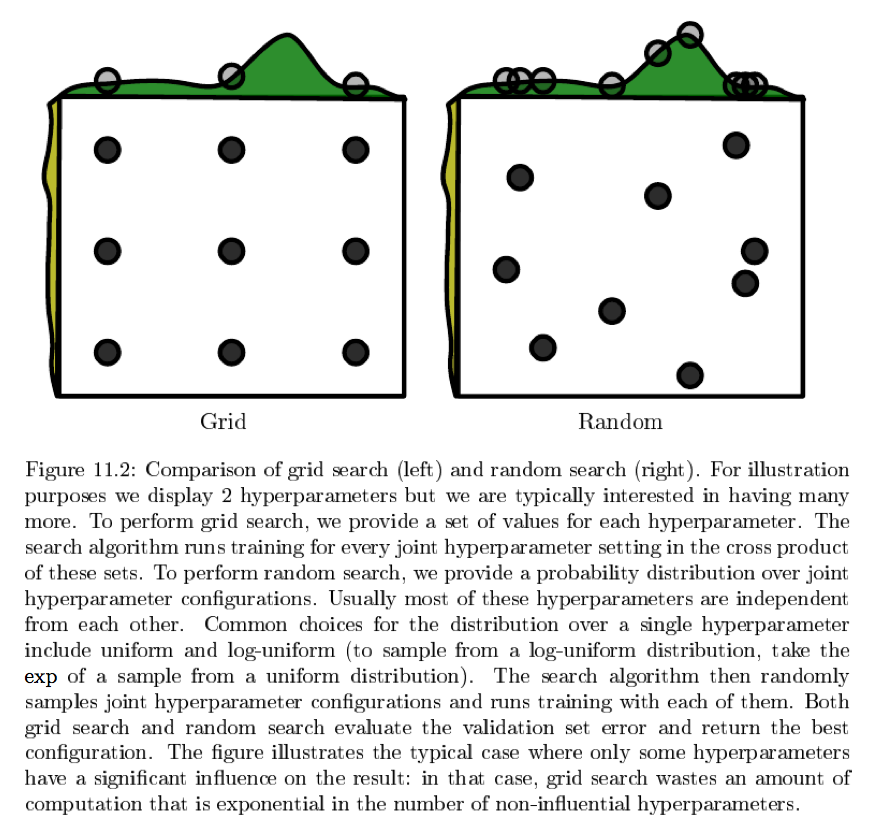 Grid
Random
Figure 11.2: Comparison of grid search (left) and random search (right). For illustration
purposes we display 2 hyperparameters but we are typically interested in having many
more. To perform grid search, we provide a set of values for each hyperparameter. The
search algorithm runs training for every joint hyperparameter setting in the cross product
of these sets. To perform random search, we provide a probability distribution over joint
hyperparameter configurations. Usually most of these hyperparameters are independent
from each other. Common choices for the distribution over a single hyperparameter
include uniform and log-uniform (to sample from a log-uniform distribution, take the
exp of a sample from a uniform distribution). The search algorithm then randomly
samples joint hyperparameter configurations and runs training with each of them. Both
grid search and random search evaluate the validation set error and return the best
configuration. The figure illustrates the typical case where only some hyperparameters
have a significant influence on the result: in that case, grid search wastes an amount of
computation that is exponential in the number of non-influential hyperparameters.